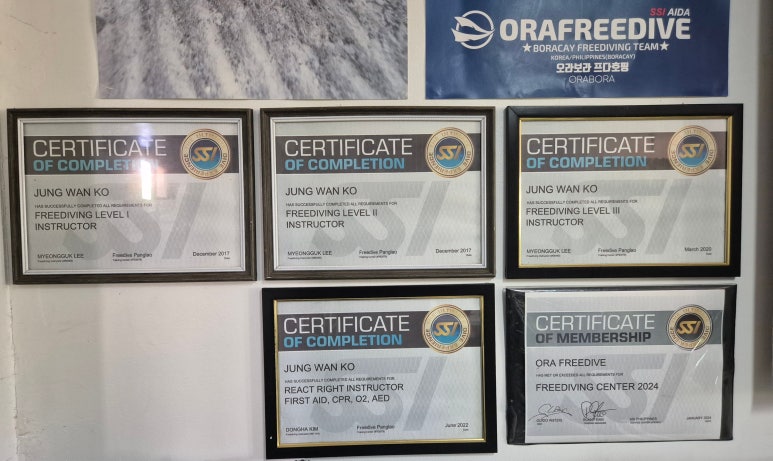 SSI AIDA
ORAFREEDIVE
★BORACAY FREEDIVING TEAM★
KOREA/PHILIPPINES(BORACAY)
오라보라 프다호핑
ORABORA
CERTIFICATE
OF COMPLETION
SSI
JUNG WAN KO
HAS SUCCESSFULLY COMPLETED ALL REQUIREMENTS FOR
FREEDIVING LEVEL I
INSTRUCTOR
MYEONGGUK LEE
Freedive Panglao
December 2017
CERTIFICATE
OF COMPLETION
SSI
JUNG WAN KO
HAS SUCCESSFULLY COMPLETED ALL REQUIREMENTS FOR
FREEDIVING LEVEL II
INSTRUCTOR
MYEONGGUK LEE
Freedive Panglao
December 2017
CERTIFICATE
OF COMPLETION
SSI
JUNG WAN KO
HAS SUCCESSFULLY COMPLETED ALL REQUIREMENTS FOR
FREEDIVING LEVEL III
INSTRUCTOR
MYEONGGUK LEE
Freedive Panglao
March 2020
CERTIFICATE
OF COMPLETION
SSI
JUNG WAN KO
HAS SUCCESSFULLY COMPLETED ALL REQUIREMENTS FOR
REACT RIGHT INSTRUCTOR
FIRST AID, CPR, O2, AED
DONGHA KIM
Freedive Panglao
June 2022
CERTIFICATE
OF MEMBERSHIP
SSI
ORA FREEDIVE
HAS MET OR EXCEEDED ALL REQUIREMENTS FOR
FREEDIVING CENTER 2024
SSI PHILIPPINES
JANUARY 2024